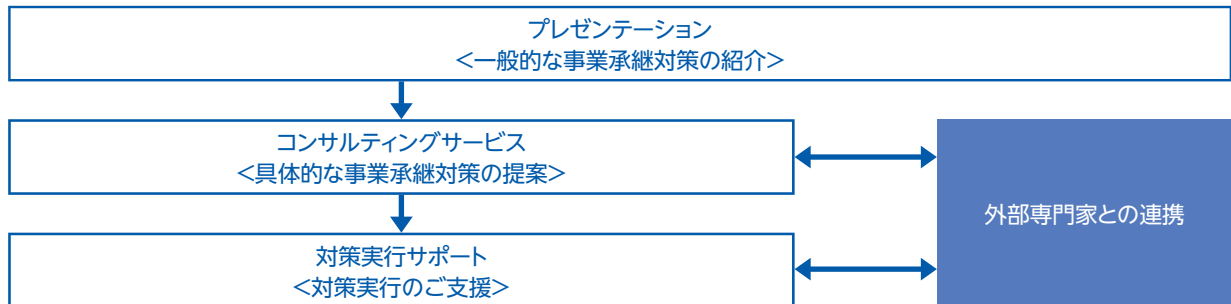 プレゼンテーション
＜一般的な事業承継対策の紹介＞
コンサルティングサービス
＜具体的な事業承継対策の提案＞
外部専門家との連携
対策実行サポート
＜対策実行のご支援＞